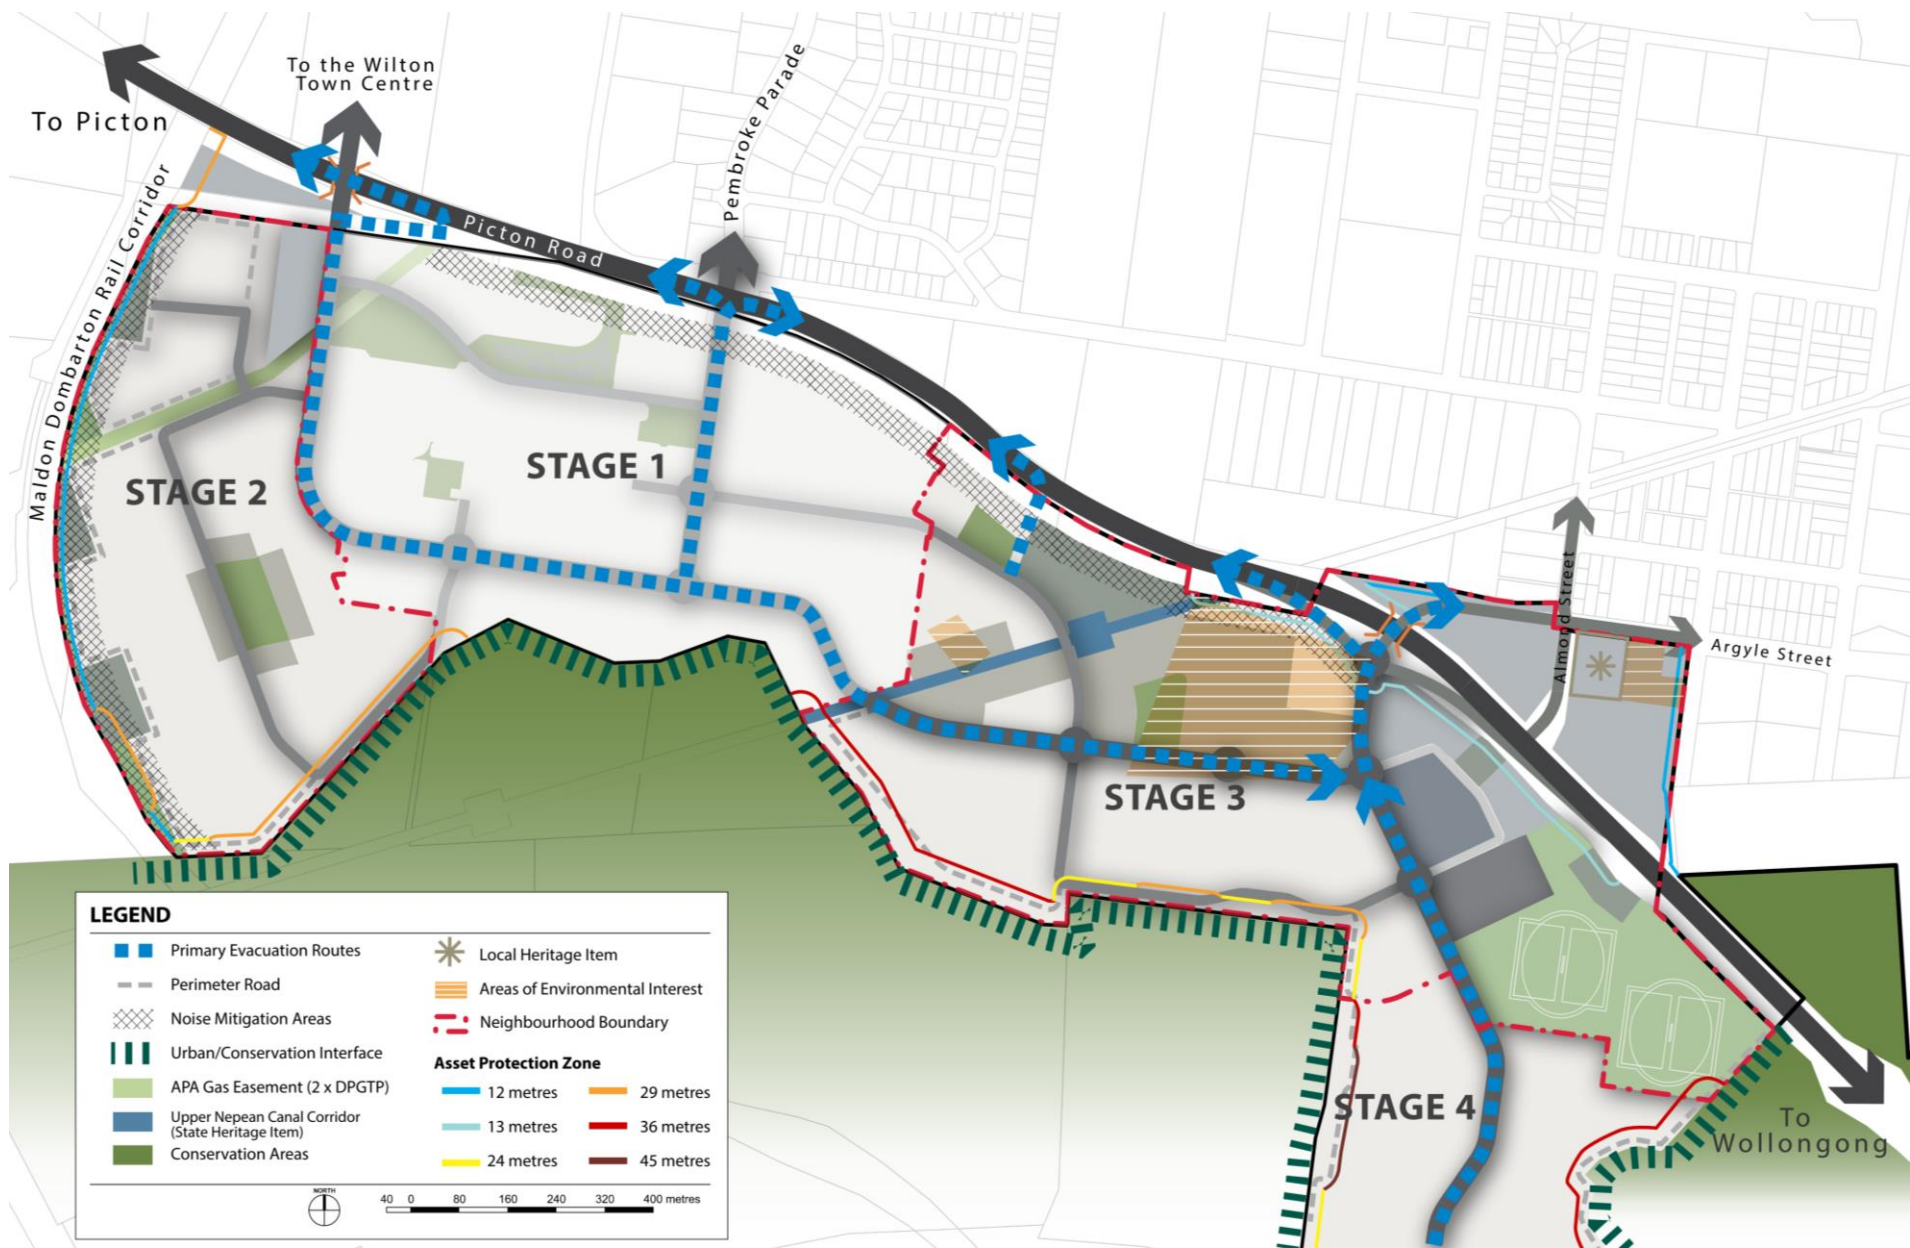 To the Wilton
Town Centre
To Picton
Pembroke Parade
Maldon Dombarton Rail Corridor
Picton Road
STAGE 1
STAGE 2
Almond Street
Argyle Street
STAGE 3
STAGE 4
To
Wollongong
LEGEND
Primary Evacuation Routes
Perimeter Road
Noise Mitigation Areas
Urban/Conservation Interface
APA Gas Easement (2 x DPGTP)
Upper Nepean Canal Corridor
(State Heritage Item)
Conservation Areas
Local Heritage Item
Areas of Environmental Interest
Neighbourhood Boundary
Asset Protection Zone
12 metres
29 metres
13 metres
36 metres
24 metres
45 metres
NORTH
40 0 80 160 240 320 400 metres